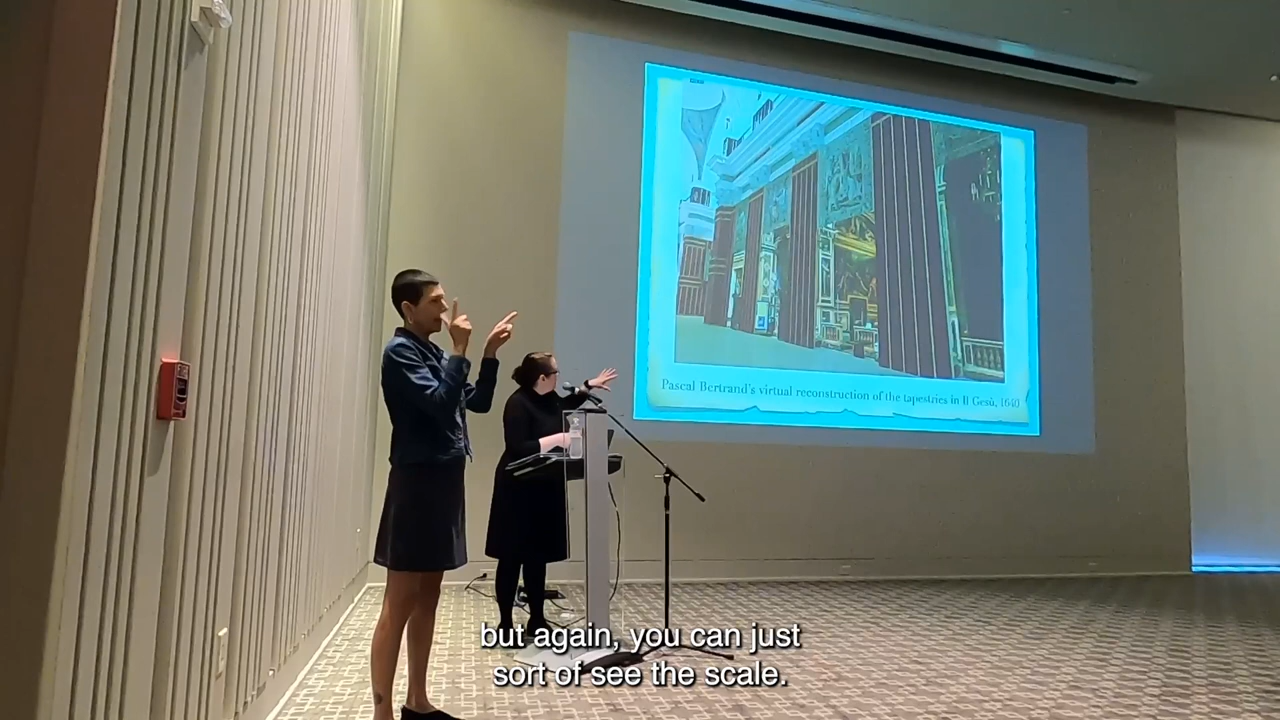 Pascal Bertrand's virtual reconstruction of the tapestries in Il Gesù, 1640
FIRE
but again, you can just
sort of see the scale.